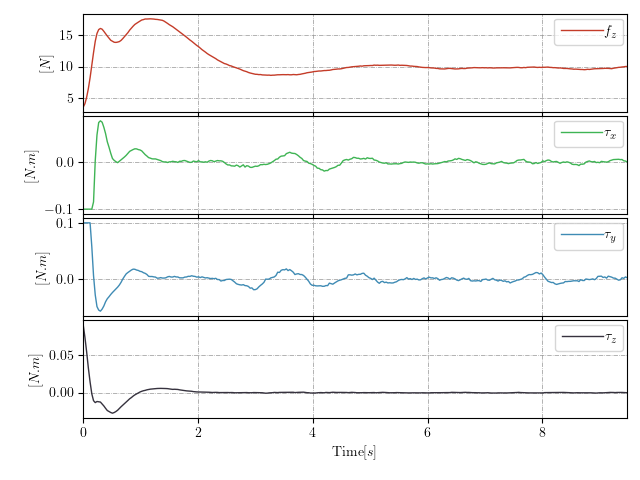 15
10
5
[N]
f_z
0.0
−0.1
[N.m]
τ_x
0.1
0.0
[N.m]
τ_y
0.05
0.00
[N.m]
τ_z
0 2 4 6 8
Time[s]